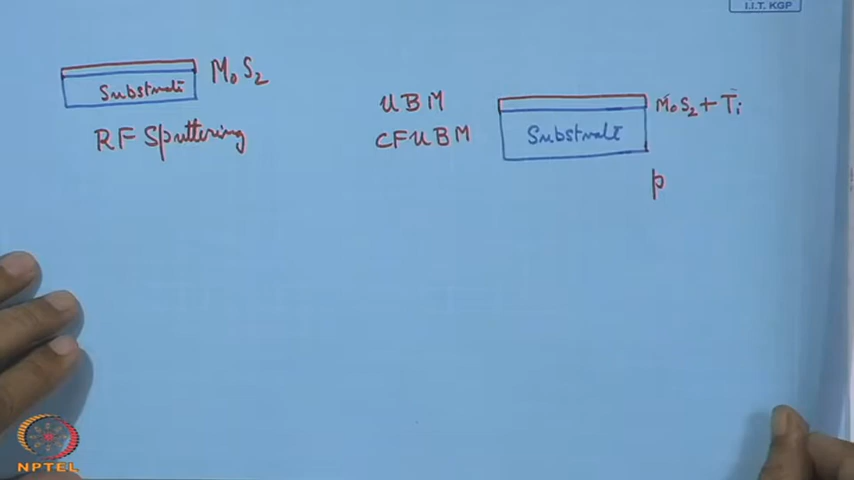 I.I.T. KGP
Substrate MoS2
RF Sputtering
UBM
CFUBM
Substrate MoS2 + Ti
p
NPTEL